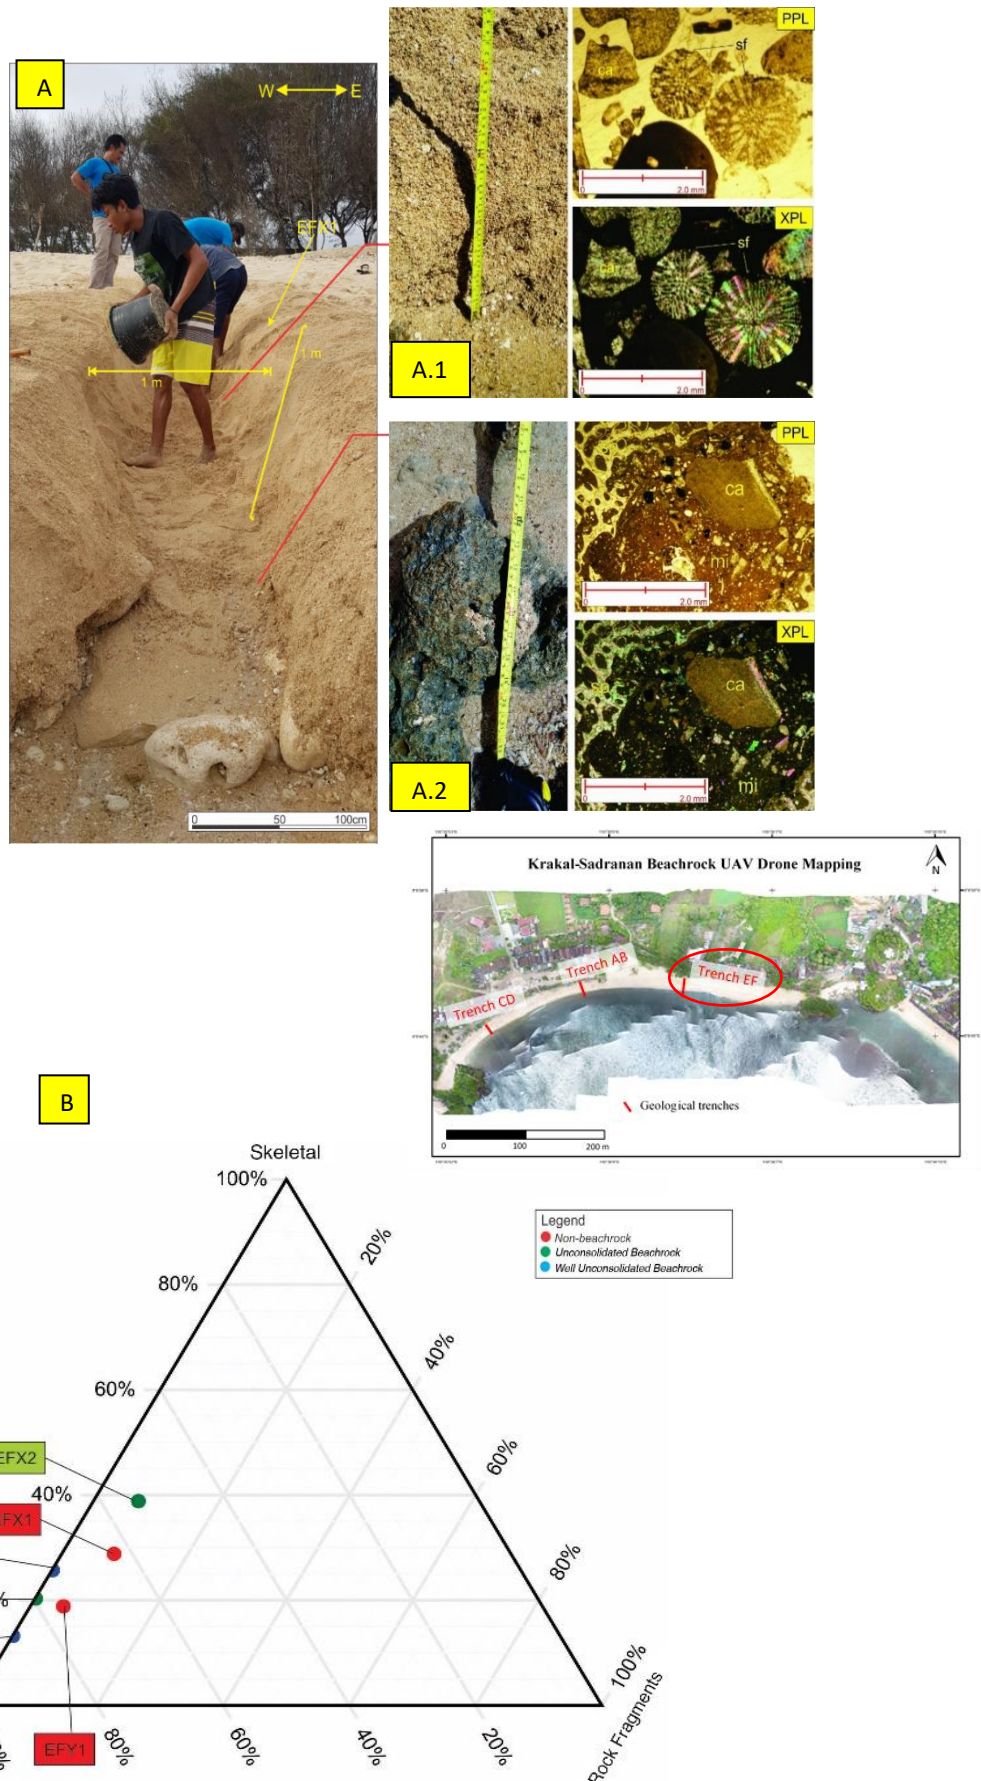 A
W E
EFX1
1 m
1 m
0 50 100cm
A.1
PPL
sf
ca
2.0 mm
XPL
sf
ca
2.0 mm
A.2
PPL
ca
mi
2.0 mm
XPL
ca
mi
2.0 mm
Krakal-Sadranan Beachrock UAV Drone Mapping
N
Trench AB
Trench EF
Trench CD
Geological trenches
0 100 200 m
B
Skeletal
100%
20%
80%
40%
60%
60%
40%
80%
100%
Rock Fragments
EFX2
EFX1
EFY1
80%
60%
40%
20%
Legend
Non-beachrock
Unconsolidated Beachrock
Well Unconsolidated Beachrock